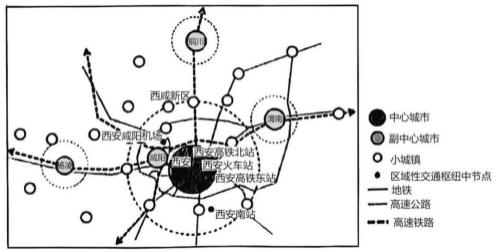 铜川
西咸新区
渭南
西安咸阳机场
西安高铁北站
咸阳
西安
西安火车站
杨凌
西安高铁东站
西安南站
中心城市
副中心城市
小城镇
区域性交通枢纽中节点
地铁
高速公路
高速铁路